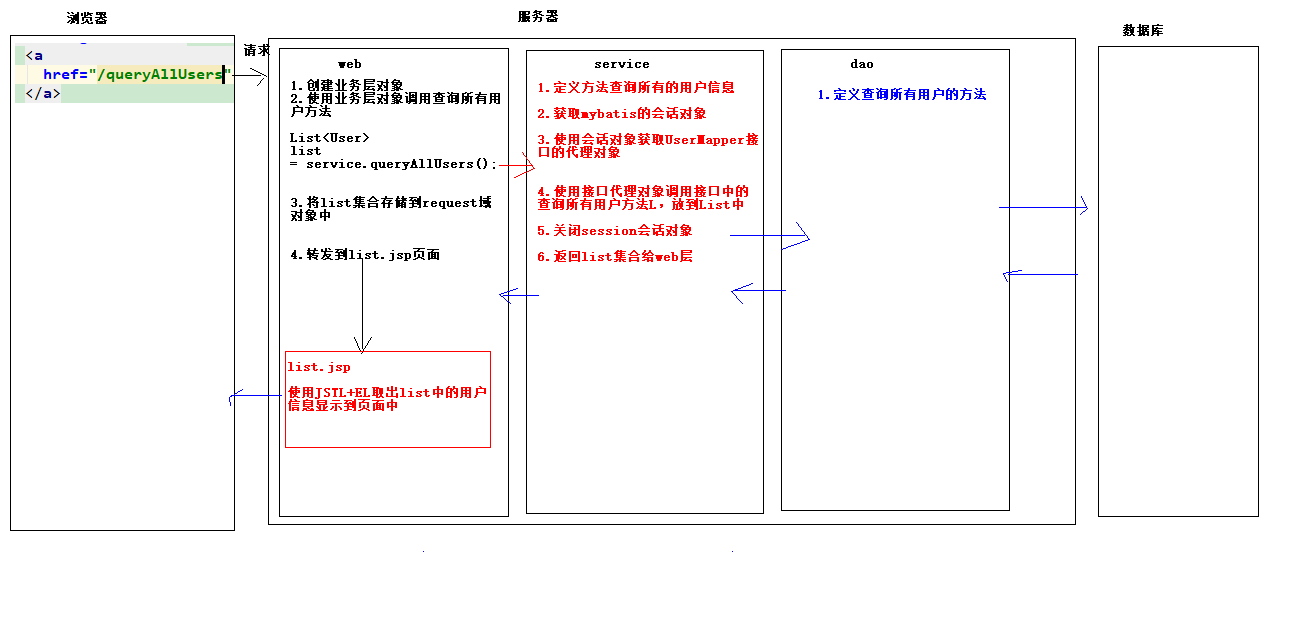 浏览器
服务器
数据库
<a
href="/queryAllUsers"
</a>
请求
web
1.创建业务层对象
2.使用业务层对象调用查询所有用
户方法
List<User>
list
= service.queryAllUsers();
3.将list集合存储到request域
对象中
4.转发到list.jsp页面
list.jsp
使用JSTL+EL取出list中的用户
信息显示到页面中
service
1.定义方法查询所有的用户信息
2.获取mybatis的会话对象
3.使用会话对象获取UserMapper接
口的代理对象
4.使用接口代理对象调用接口中的
查询所有用户方法L，放到List中
5.关闭session会话对象
6.返回list集合给web层
dao
1.定义查询所有用户的方法